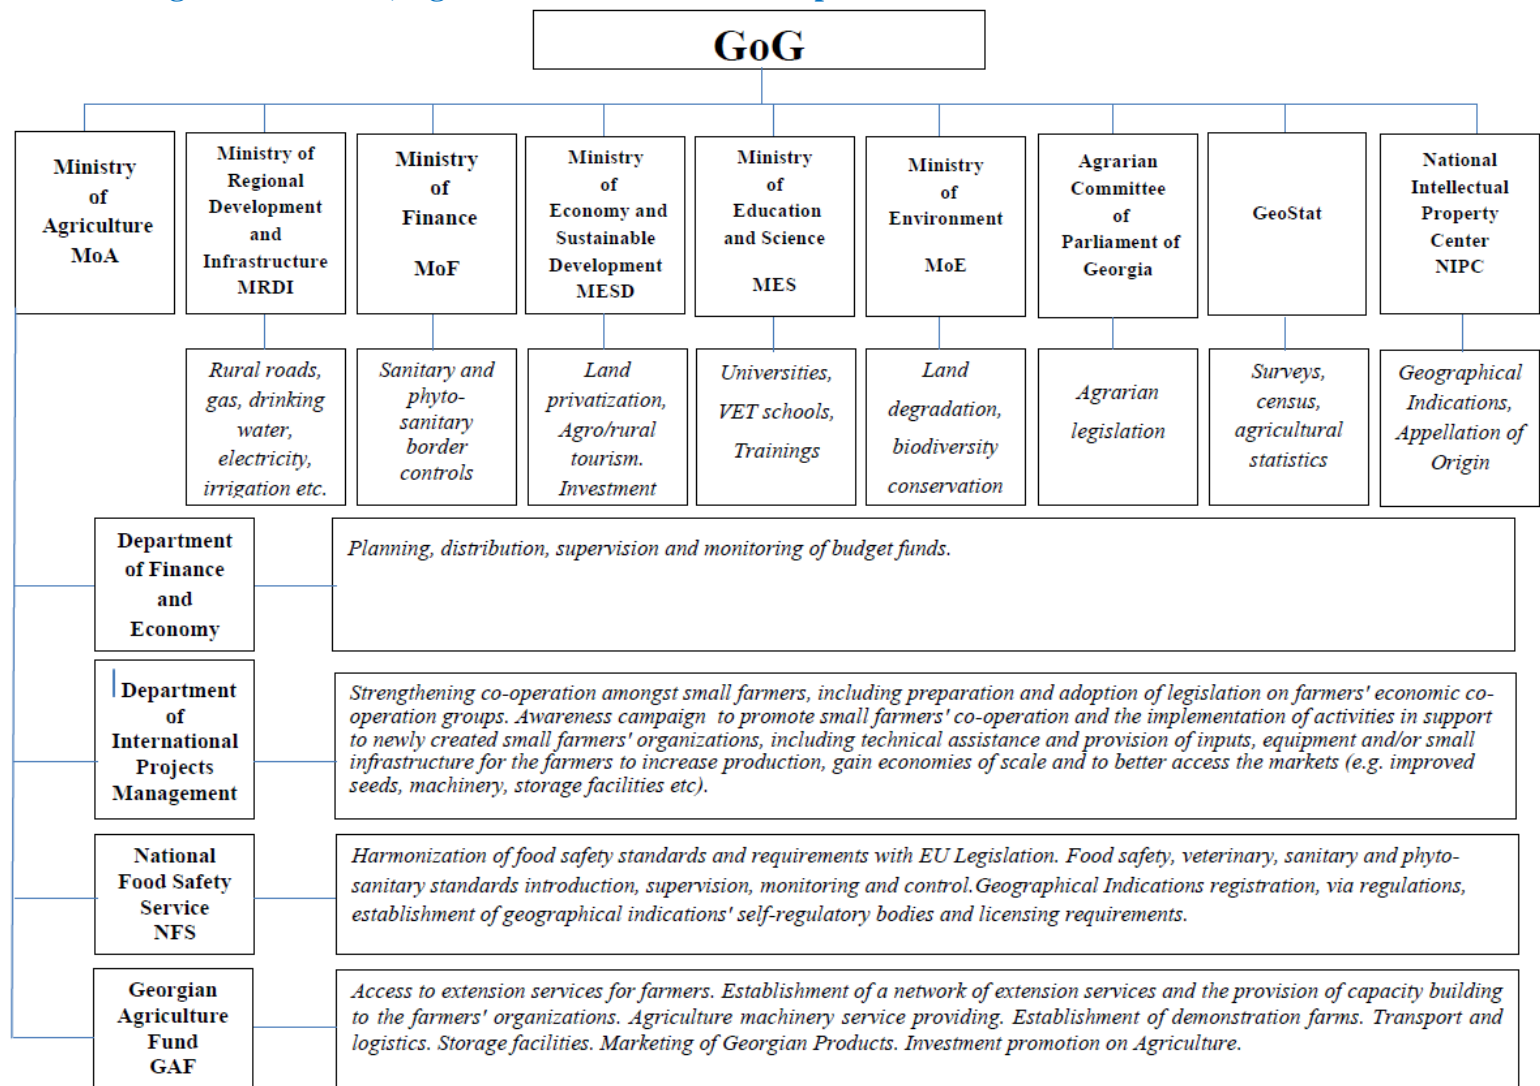 GoG
Ministry
of
Agriculture
MoA
Ministry of
Regional
Development
and
Infrastructure
MRDI
Ministry
of
Finance
MoF
Ministry
of
Economy and
Sustainable
Development
MESD
Ministry
of
Education
and Science
MES
Ministry
of
Environment
MoE
Agrarian
Committee
of
Parliament of
Georgia
GeoStat
National
Intellectual
Property
Center
NIPC
Rural roads,
gas, drinking
water,
electricity,
irrigation etc.
Sanitary and
phyto-
sanitary
border
controls
Land
privatization,
Agro/rural
tourism.
Investment
Universities,
VET schools,
Trainings
Land
degradation,
biodiversity
conservation
Agrarian
legislation
Surveys,
census,
agricultural
statistics
Geographical
Indications,
Appellation of
Origin
Department
of Finance
and
Economy
Planning, distribution, supervision and monitoring of budget funds.
Department
of
International
Projects
Management
Strengthening co-operation amongst small farmers, including preparation and adoption of legislation on farmers' economic co-
operation groups. Awareness campaign to promote small farmers' co-operation and the implementation of activities in support
to newly created small farmers' organizations, including technical assistance and provision of inputs, equipment and/or small
infrastructure for the farmers to increase production, gain economies of scale and to better access the markets (e.g. improved
seeds, machinery, storage facilities etc).
National
Food Safety
Service
NFS
Harmonization of food safety standards and requirements with EU Legislation. Food safety, veterinary, sanitary and phyto-
sanitary standards introduction, supervision, monitoring and control.Geographical Indications registration, via regulations,
establishment of geographical indications' self-regulatory bodies and licensing requirements.
Georgian
Agriculture
Fund
GAF
Access to extension services for farmers. Establishment of a network of extension services and the provision of capacity building
to the farmers' organizations. Agriculture machinery service providing. Establishment of demonstration farms. Transport and
logistics. Storage facilities. Marketing of Georgian Products. Investment promotion on Agriculture.